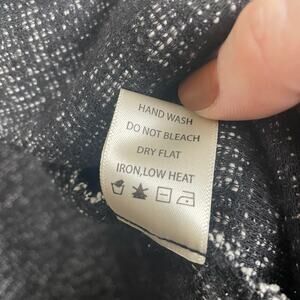 HAND WASH
DO NOT BLEACH
DRY FLAT
IRON,LOW HEAT